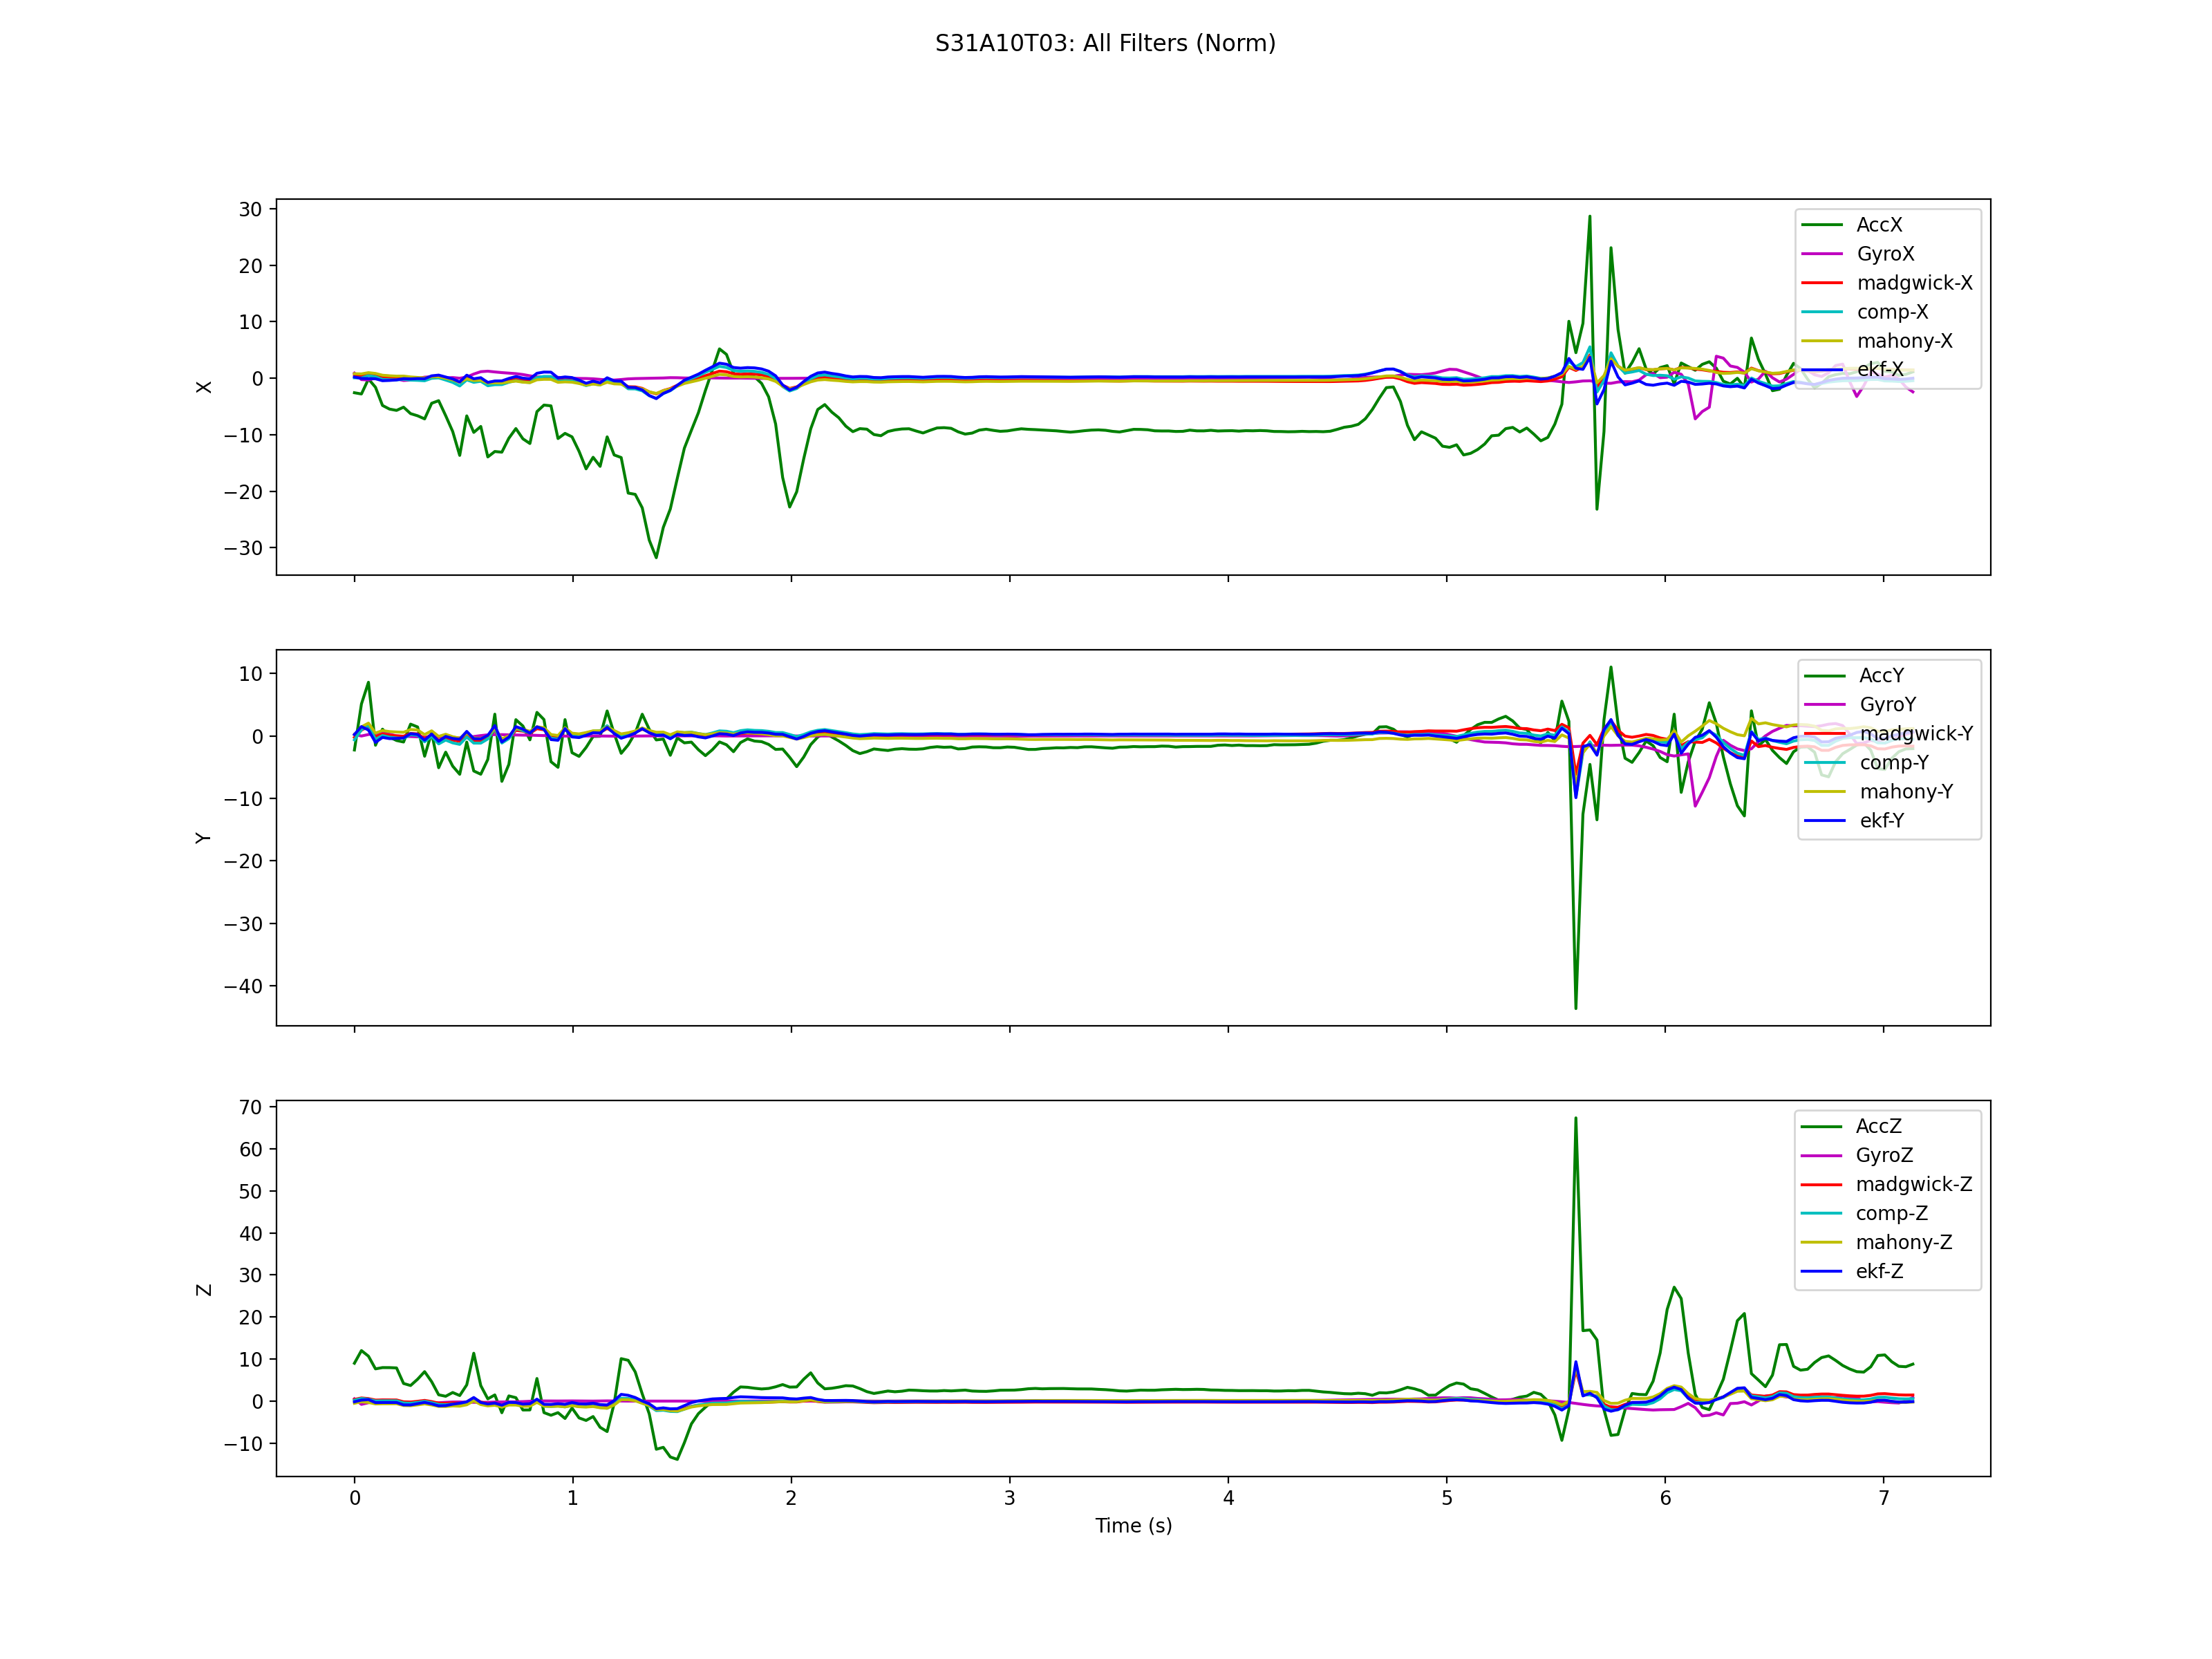 S31A10T03: All Filters (Norm)
30
20
10
0
−10
−20
−30
X
AccX
GyroX
madgwick-X
comp-X
mahony-X
ekf-X
10
0
−10
−20
−30
−40
Y
AccY
GyroY
madgwick-Y
comp-Y
mahony-Y
ekf-Y
70
60
50
40
30
20
10
0
−10
Z
AccZ
GyroZ
madgwick-Z
comp-Z
mahony-Z
ekf-Z
0 1 2 3 4 5 6 7
Time (s)